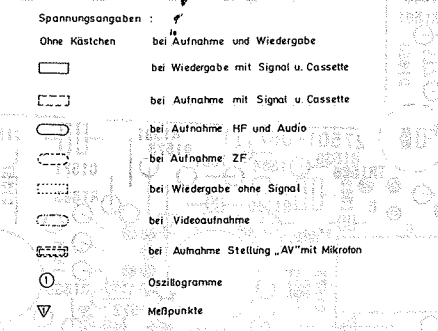 Spannungsangaben :
Ohne Kästchen bei Aufnahme und Wiedergabe
bei Wiedergabe mit Signal u. Cassette
bei Aufnahme mit Signal u. Cassette
bei Aufnahme HF und Audio
bei Aufnahme ZF
bei Wiedergabe ohne Signal
bei Videoaufnahme
bei Aufnahme Stellung „AV" mit Mikrofon
1 Oszillogramme
1 Meßpunkte